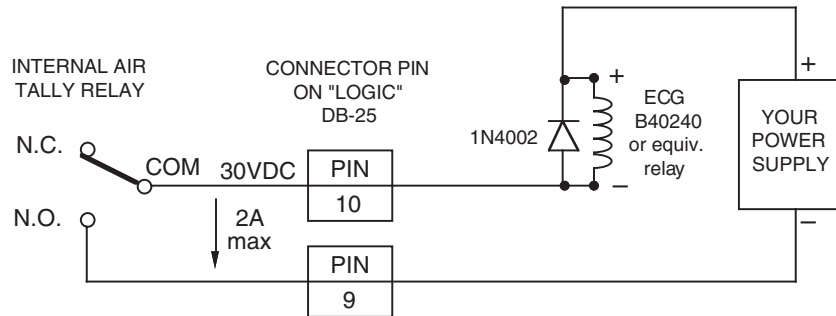 INTERNAL AIR
TALLY RELAY
CONNECTOR PIN
ON "LOGIC"
DB-25
N.C.
COM
30VDC
PIN
10
N.O.
2A
max
PIN
9
1N4002
+
ECG
B40240
or equiv.
relay
–
+
YOUR
POWER
SUPPLY
–